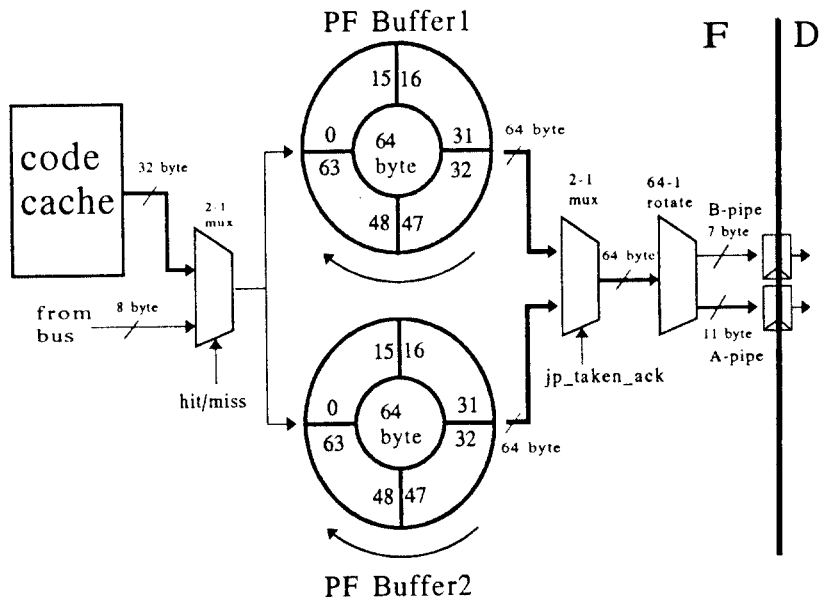 PF Buffer1
F
D
15
16
0
31
63
32
48
47
64
byte
code
cache
32 byte
2-1
mux
from
bus
8 byte
hit/miss
64 byte
2-1
mux
64 byte
jp_taken_ack
64-1
rotate
B-pipe
7 byte
11 byte
A-pipe
15
16
0
31
63
32
48
47
64
byte
64 byte
PF Buffer2